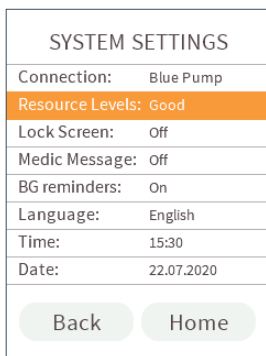 SYSTEM SETTINGS
Connection: Blue Pump
Resource Levels: Good
Lock Screen: Off
Medic Message: Off
BG reminders: On
Language: English
Time: 15:30
Date: 22.07.2020
Back Home